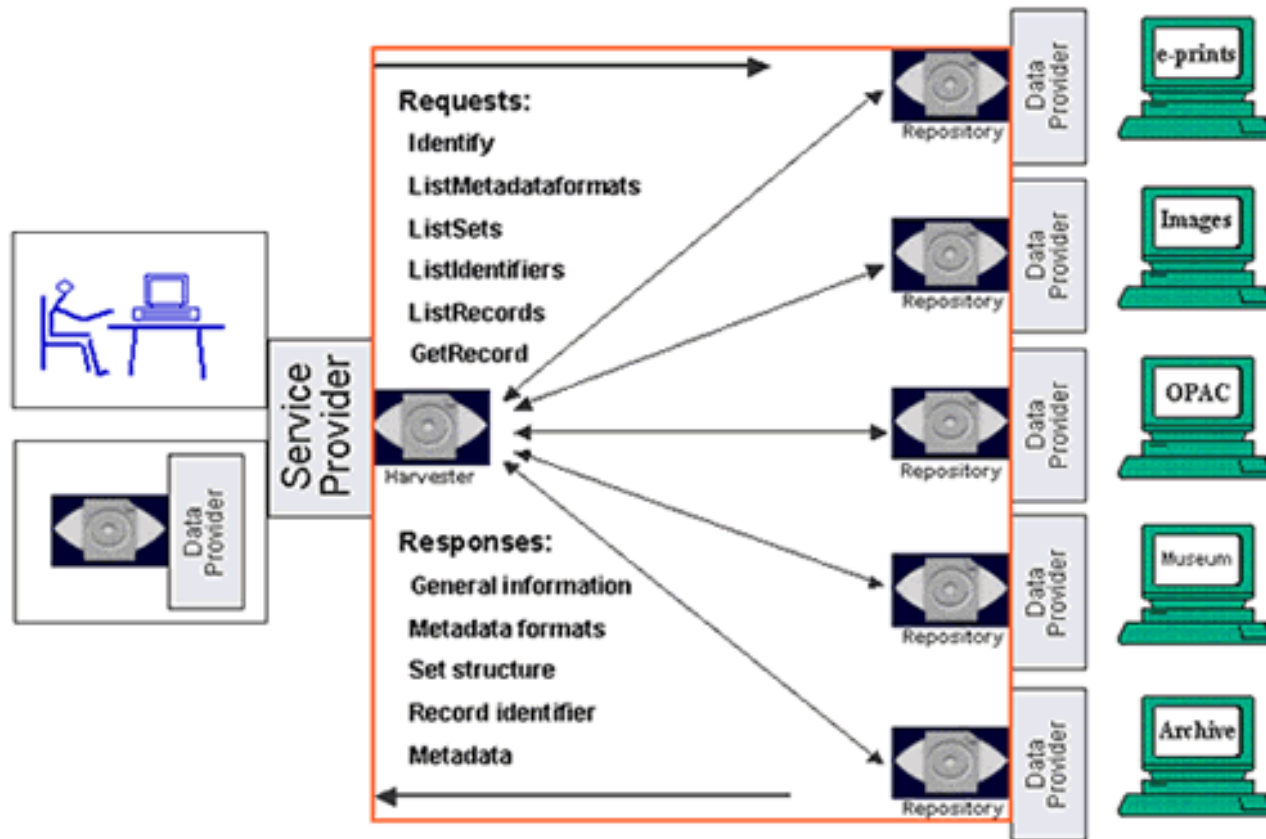 Requests:
Identify
ListMetadataformats
ListSets
ListIdentifiers
ListRecords
GetRecord
Harvester
Responses:
General information
Metadata formats
Set structure
Record identifier
Metadata
Service
Provider
Data
Provider
Repository
Data
Provider
e-prints
Repository
Data
Provider
Images
Repository
Data
Provider
OPAC
Repository
Data
Provider
Museum
Repository
Data
Provider
Archive